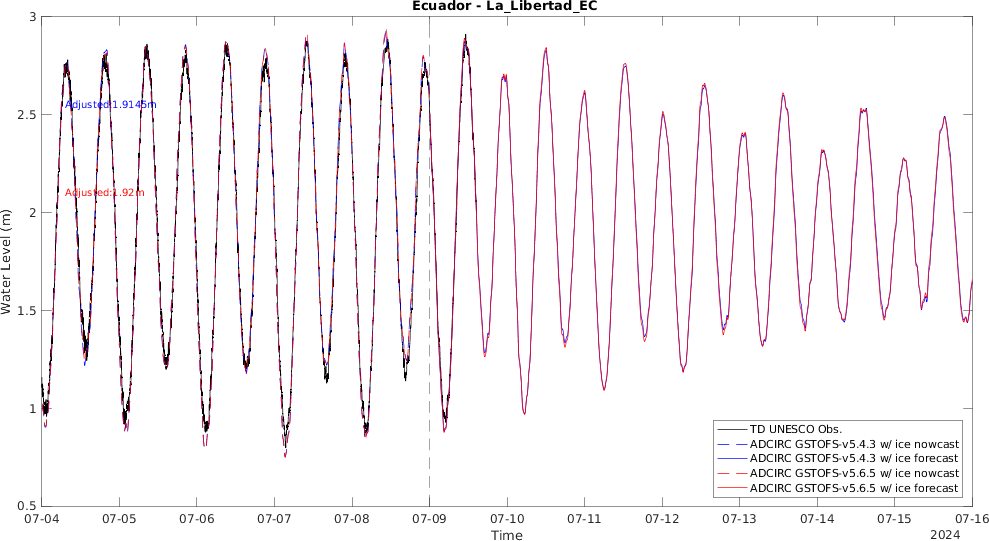 Ecuador - La_Libertad_EC
3
2.5
2
1.5
1
0.5
Water Level (m)
Adjusted:1.9145m
Adjusted:1.92m
TD UNESCO Obs.
ADCIRC GSTOFS-v5.4.3 w/ ice nowcast
ADCIRC GSTOFS-v5.4.3 w/ ice forecast
ADCIRC GSTOFS-v5.6.5 w/ ice nowcast
ADCIRC GSTOFS-v5.6.5 w/ ice forecast
07-04 07-05 07-06 07-07 07-08 07-09 07-10 07-11 07-12 07-13 07-14 07-15 07-16
Time
2024